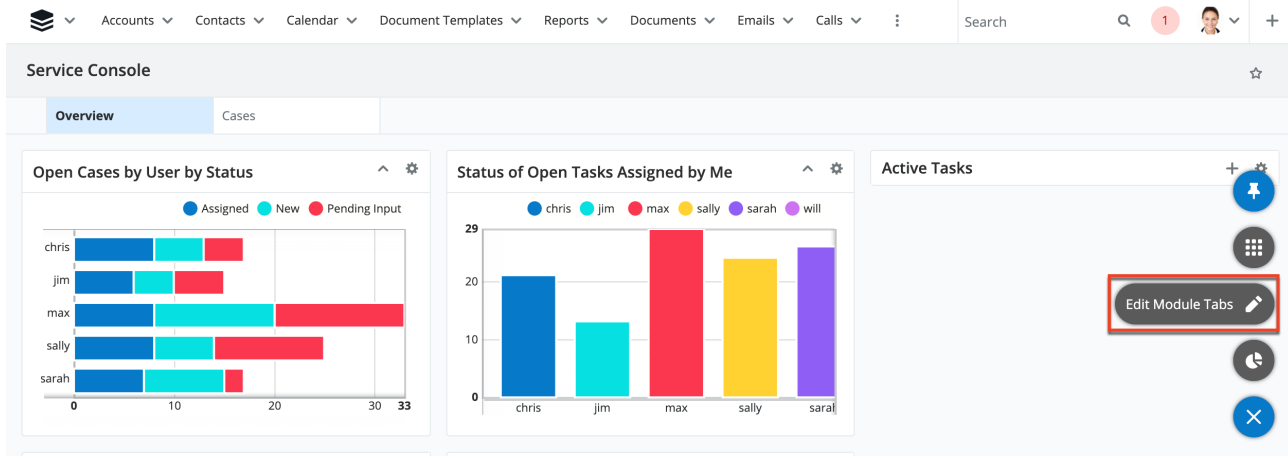 Accounts Contacts Calendar Document Templates Reports Documents Emails Calls Search 1
Service Console
Overview Cases
Open Cases by User by Status
Assigned New Pending Input
chris
jim
max
sally
sarah
0 10 20 30 33
Status of Open Tasks Assigned by Me
chris jim max sally sarah will
29
20
10
0
chris jim max sally saral
Active Tasks
Edit Module Tabs